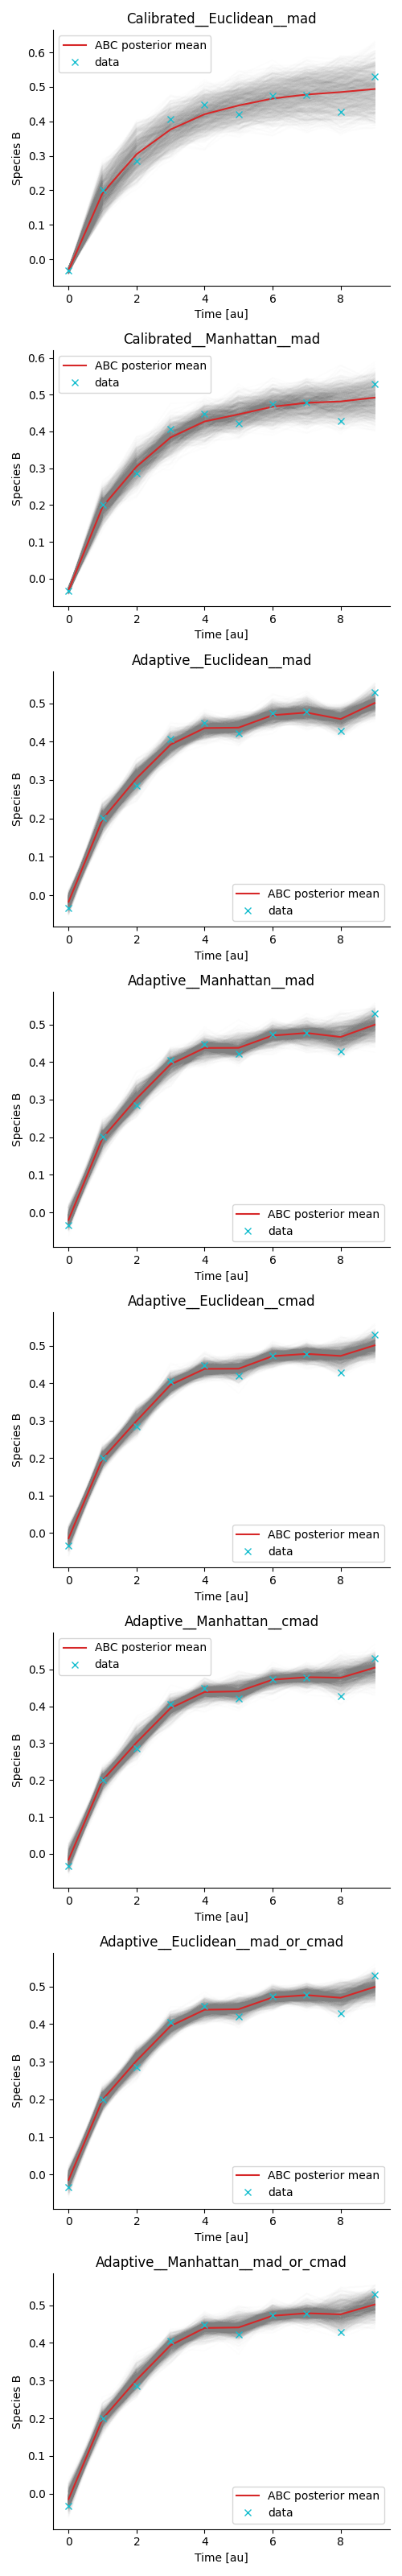 Calibrated__Euclidean__mad
ABC posterior mean
data
Species B
0.6
0.5
0.4
0.3
0.2
0.1
0.0
0 2 4 6 8
Time [au]
Calibrated__Manhattan__mad
ABC posterior mean
data
Species B
0.6
0.5
0.4
0.3
0.2
0.1
0.0
0 2 4 6 8
Time [au]
Adaptive__Euclidean__mad
Species B
0.5
0.4
0.3
0.2
0.1
0.0
ABC posterior mean
data
0 2 4 6 8
Time [au]
Adaptive__Manhattan__mad
Species B
0.5
0.4
0.3
0.2
0.1
0.0
ABC posterior mean
data
0 2 4 6 8
Time [au]
Adaptive__Euclidean__cmad
Species B
0.5
0.4
0.3
0.2
0.1
0.0
ABC posterior mean
data
0 2 4 6 8
Time [au]
Adaptive__Manhattan__cmad
ABC posterior mean
data
Species B
0.5
0.4
0.3
0.2
0.1
0.0
0 2 4 6 8
Time [au]
Adaptive__Euclidean__mad_or_cmad
Species B
0.5
0.4
0.3
0.2
0.1
0.0
ABC posterior mean
data
0 2 4 6 8
Time [au]
Adaptive__Manhattan__mad_or_cmad
Species B
0.5
0.4
0.3
0.2
0.1
0.0
ABC posterior mean
data
0 2 4 6 8
Time [au]